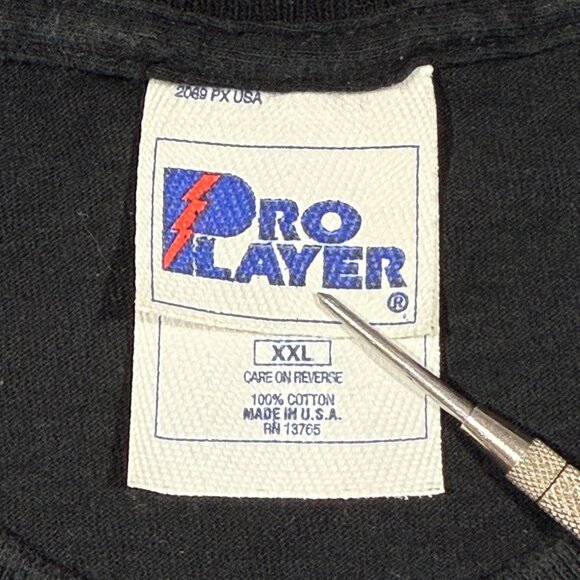 2089 PX USA
PRO
PLAYER®
XXL
CARE ON REVERSE
100% COTTON
MADE IN U.S.A.
RN 13765